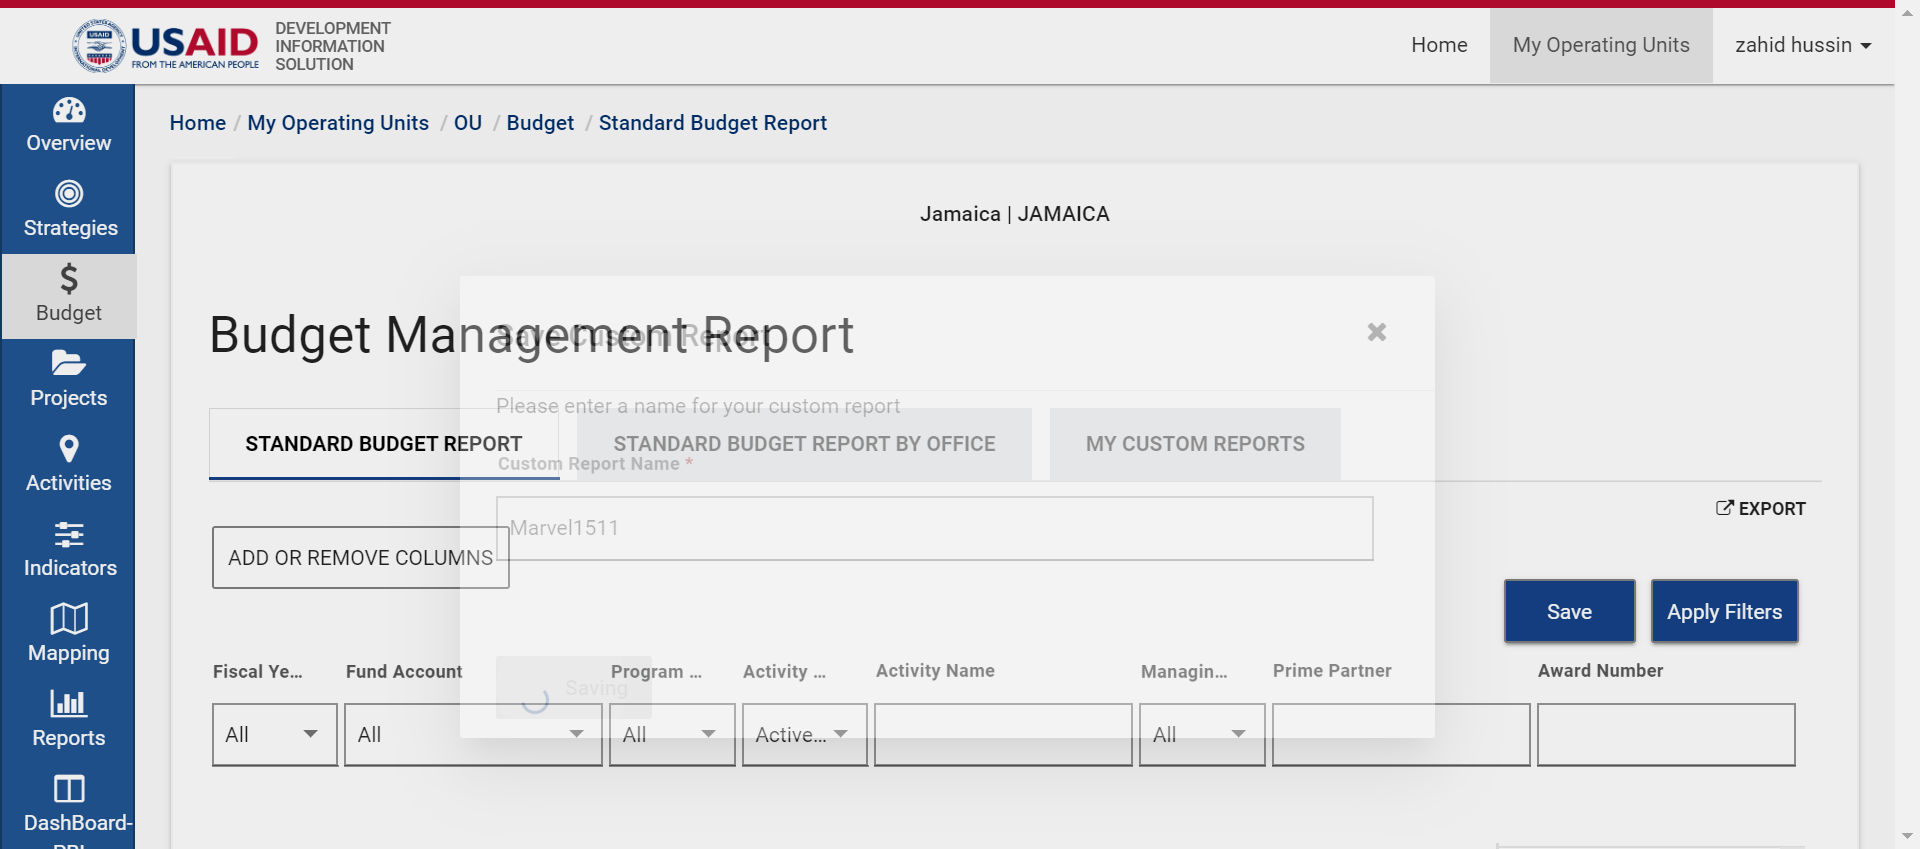 USAID
FROM THE AMERICAN PEOPLE
DEVELOPMENT
INFORMATION
SOLUTION
Home
My Operating Units
zahid hussin
Overview
Strategies
Budget
Projects
Activities
Indicators
Mapping
Reports
DashBoard-
Home / My Operating Units / OU / Budget / Standard Budget Report
Jamaica | JAMAICA
Budget Management Report
Save Custom Report
Please enter a name for your custom report
STANDARD BUDGET REPORT
STANDARD BUDGET REPORT BY OFFICE
MY CUSTOM REPORTS
Custom Report Name *
EXPORT
Marvel1511
ADD OR REMOVE COLUMNS
Save
Apply Filters
Saving
Fiscal Ye...
Fund Account
Program ...
Activity ...
Activity Name
Managin...
Prime Partner
Award Number
All
All
All
Active...
All